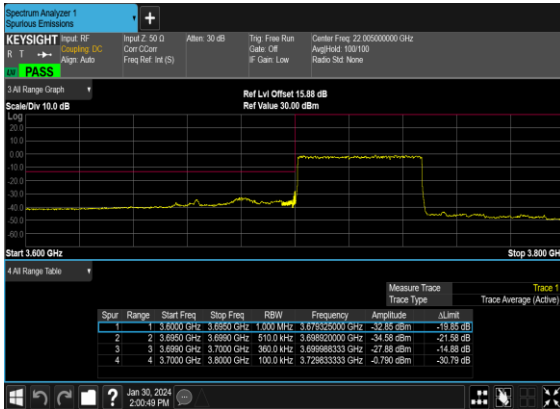 Spectrum Analyzer 1
Spurious Emissions
KEYSIGHT Input: RF Input Z: 50 Ω Atten: 30 dB Trig: Free Run Center Freq: 22.005000000 GHz
R T Coupling: DC Corr CCorr Gate: Off Avg|Hold: 100/100
Align: Auto Freq Ref: Int (S) IF Gain: Low Radio Std: None
PASS
3 All Range Graph
Ref Lvl Offset 15.88 dB
Scale/Div 10.0 dB Ref Value 30.00 dBm
Log
20.0
10.0
0.00
-10.0
-20.0
-30.0
-40.0
-50.0
-60.0
Start 3.600 GHz Stop 3.800 GH
4 All Range Table
Measure Trace Trace 1
Trace Type Trace Average (Active)
Spur Range Start Freq Stop Freq RBW Frequency Amplitude ΔLimit
1 1 3.6000 GHz 3.6950 GHz 1.000 MHz 3.679325000 GHz -32.85 dBm -19.85 dB
2 2 3.6950 GHz 3.6990 GHz 510.0 kHz 3.698920000 GHz -34.58 dBm -21.58 dB
3 3 3.6990 GHz 3.7000 GHz 360.0 kHz 3.699988333 GHz -27.88 dBm -14.88 dB
4 4 3.7000 GHz 3.8000 GHz 100.0 kHz 3.729833333 GHz -0.790 dBm -30.79 dB
Jan 30, 2024
2:00:49 PM